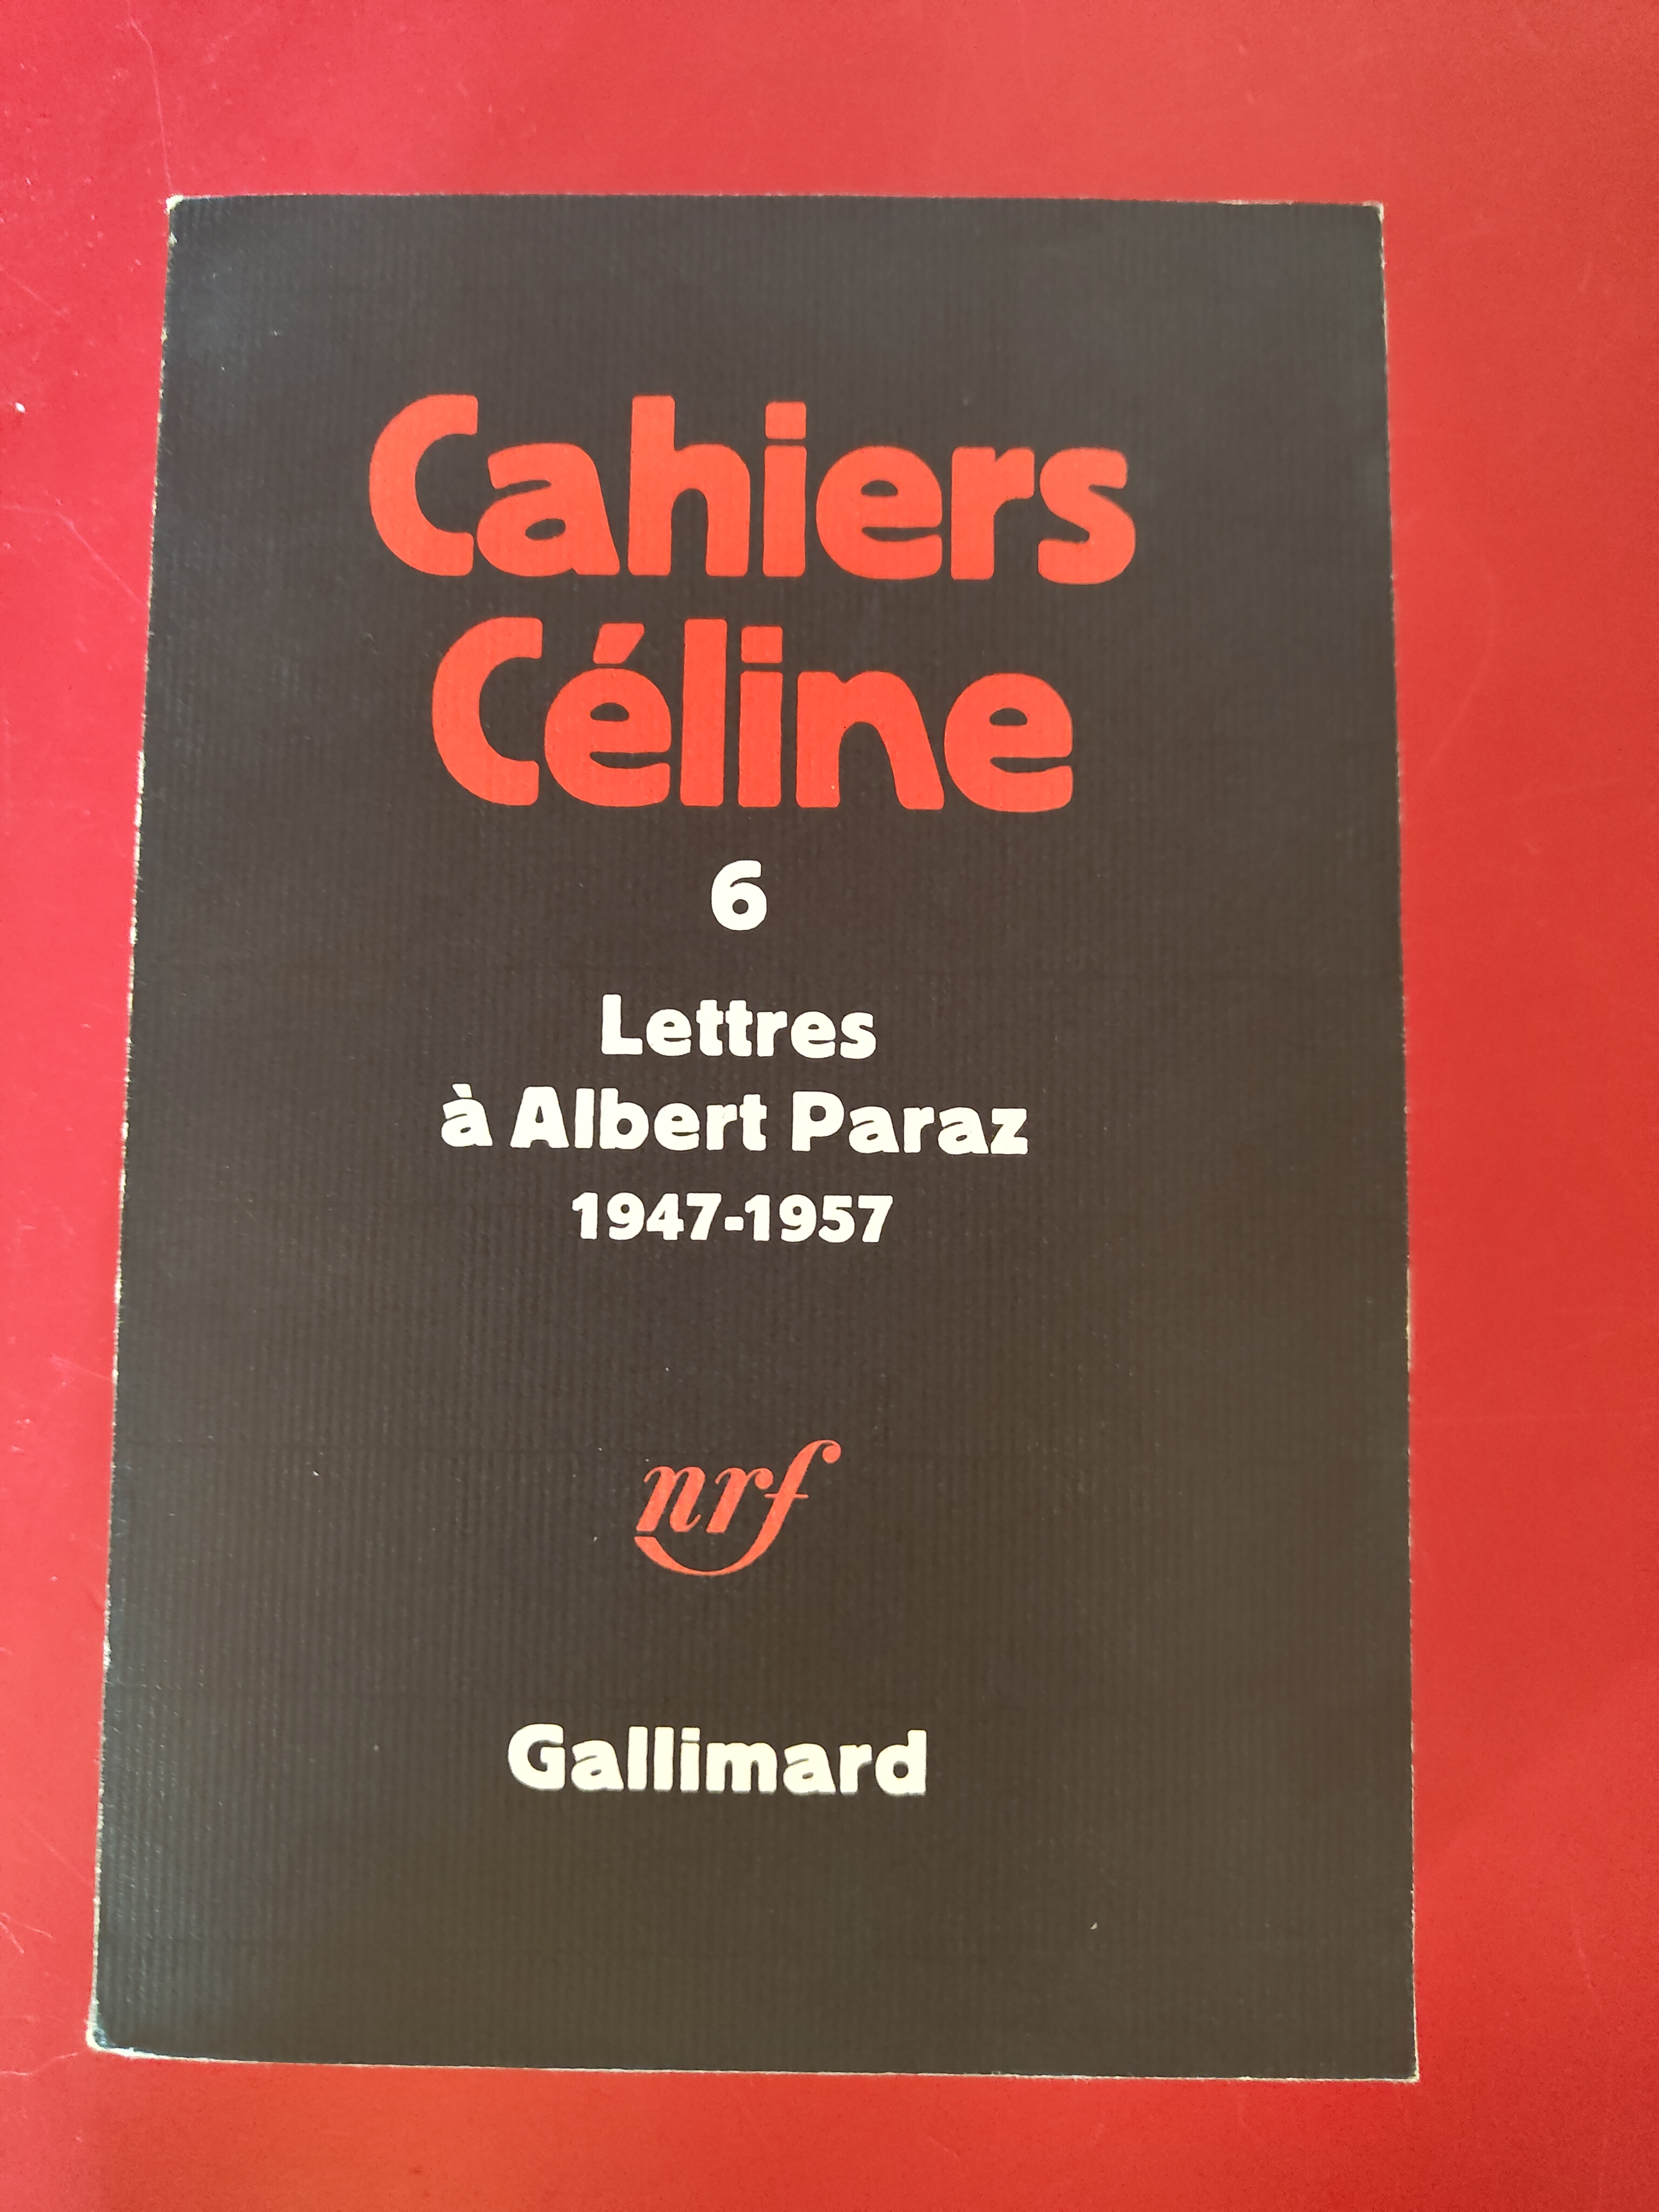 Cahiers
Céline
6
Lettres
à Albert Paraz
1947-1957
nrf
Gallimard